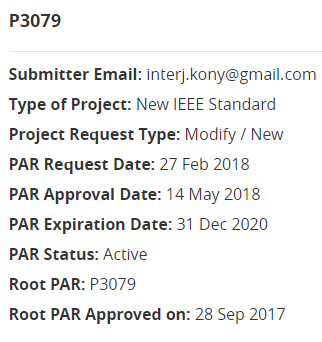 P3079
Submitter Email: interj.kony@gmail.com
Type of Project: New IEEE Standard
Project Request Type: Modify / New
PAR Request Date: 27 Feb 2018
PAR Approval Date: 14 May 2018
PAR Expiration Date: 31 Dec 2020
PAR Status: Active
Root PAR: P3079
Root PAR Approved on: 28 Sep 2017